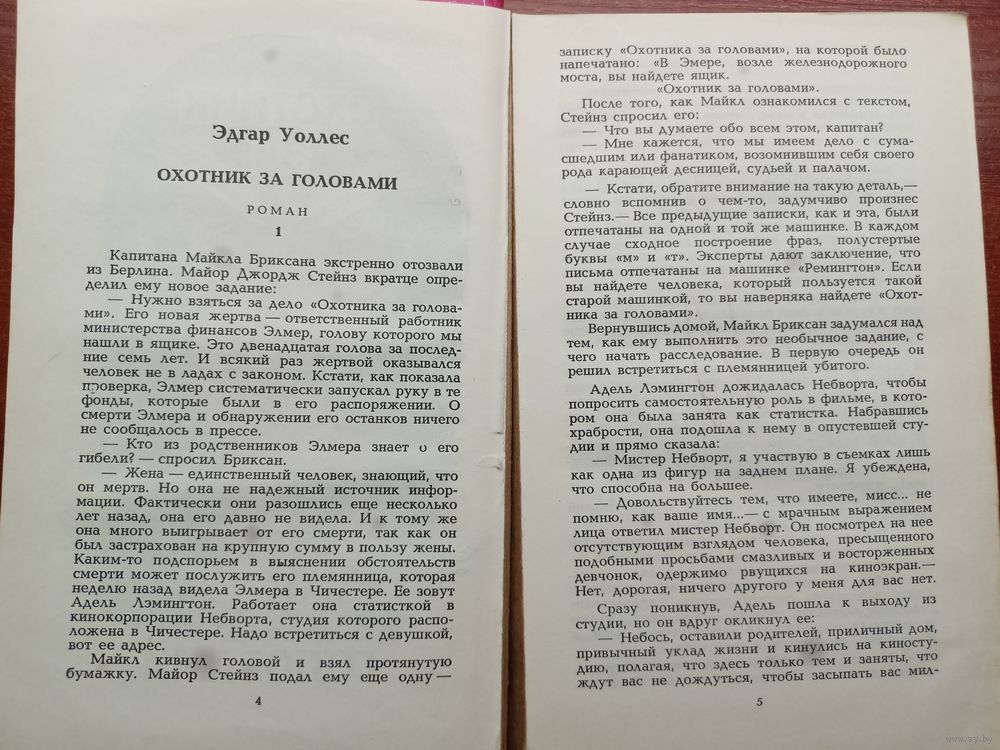 Эдгар Уоллес
ОХОТНИК ЗА ГОЛОВАМИ
РОМАН
1
Капитана Майкла Бриксана экстренно отозвали
из Берлина. Майор Джордж Стейнз вкратце опре-
делил ему новое задание:
— Нужно взяться за дело «Охотника за голова-
ми». Его новая жертва — ответственный работник
министерства финансов Элмер, голову которого мы
нашли в ящике. Это двенадцатая голова за послед-
ние семь лет. И всякий раз жертвой оказывался
человек не в ладах с законом. Кстати, как показала
проверка, Элмер систематически запускал руку в те
фонды, которые были в его распоряжении. О
смерти Элмера и обнаружении его останков ничего
не сообщалось в прессе.
— Кто из родственников Элмера знает о его
гибели? — спросил Бриксан.
— Жена — единственный человек, знающий, что
он мертв. Но она не надежный источник инфор-
мации. Фактически они разошлись еще несколько
лет назад, она его давно не видела. И к тому же
она много выигрывает от его смерти, так как он
был застрахован на крупную сумму в пользу жены.
Каким-то подспорьем в выяснении обстоятельств
смерти может послужить его племянница, которая
неделю назад видела Элмера в Чичестере. Ее зовут
Адель Лэмингтон. Работает она статисткой в
кинокорпорации Небворта, студия которого распо-
ложена в Чичестере. Надо встретиться с девушкой,
вот ее адрес.
Майкл кивнул головой и взял протянутую
бумажку. Майор Стейнз подал ему еще одну —
4
записку «Охотника за головами», на которой было
напечатано: «В Эмере, возле железнодорожного
моста, вы найдете ящик.
«Охотник за головами».
После того, как Майкл ознакомился с текстом,
Стейнз спросил его:
— Что вы думаете обо всем этом, капитан?
— Мне кажется, что мы имеем дело с сума-
сшедшим или фанатиком, возомнившим себя своего
рода карающей десницей, судьей и палачом.
— Кстати, обратите внимание на такую деталь,—
словно вспомнив о чем-то, задумчиво произнес
Стейнз.— Все предыдущие записки, как и эта, были
отпечатаны на одной и той же машинке. В каждом
случае сходное построение фраз, полустертые
буквы «м» и «т». Эксперты дают заключение, что
письма отпечатаны на машинке «Ремингтон». Если
вы найдете человека, который пользуется такой
старой машинкой, то вы наверняка найдете «Охот-
ника за головами».
Вернувшись домой, Майкл Бриксан задумался над
тем, как ему выполнить это необычное задание, с
чего начать расследование. В первую очередь он
решил встретиться с племянницей убитого.
Адель Лэмингтон дожидалась Небворта, чтобы
попросить самостоятельную роль в фильме, в кото-
ром она была занята как статистка. Набравшись
храбрости, она подошла к нему в опустевшей сту-
дии и прямо сказала:
— Мистер Небворт, я участвую в съемках лишь
как одна из фигур на заднем плане. Я убеждена,
что способна на большее.
— Довольствуйтесь тем, что имеете, мисс... не
помню, как ваше имя...— с мрачным выражением
лица ответил мистер Небворт. Он посмотрел на нее
отсутствующим взглядом человека, пресыщенного
подобными просьбами смазливых и восторженных
девчонок, одержимо рвущихся на киноэкран.—
Нет, дорогая, ничего другого у меня для вас нет.
Сразу поникнув, Адель пошла к выходу из
студии, но он вдруг окликнул ее:
— Небось, оставили родителей, приличный дом,
привычный уклад жизни и кинулись на киносту-
дию, полагая, что здесь только тем и заняты, что
ждут вас не дождуться, чтобы засыпать вас мил-
5
www.ay.by